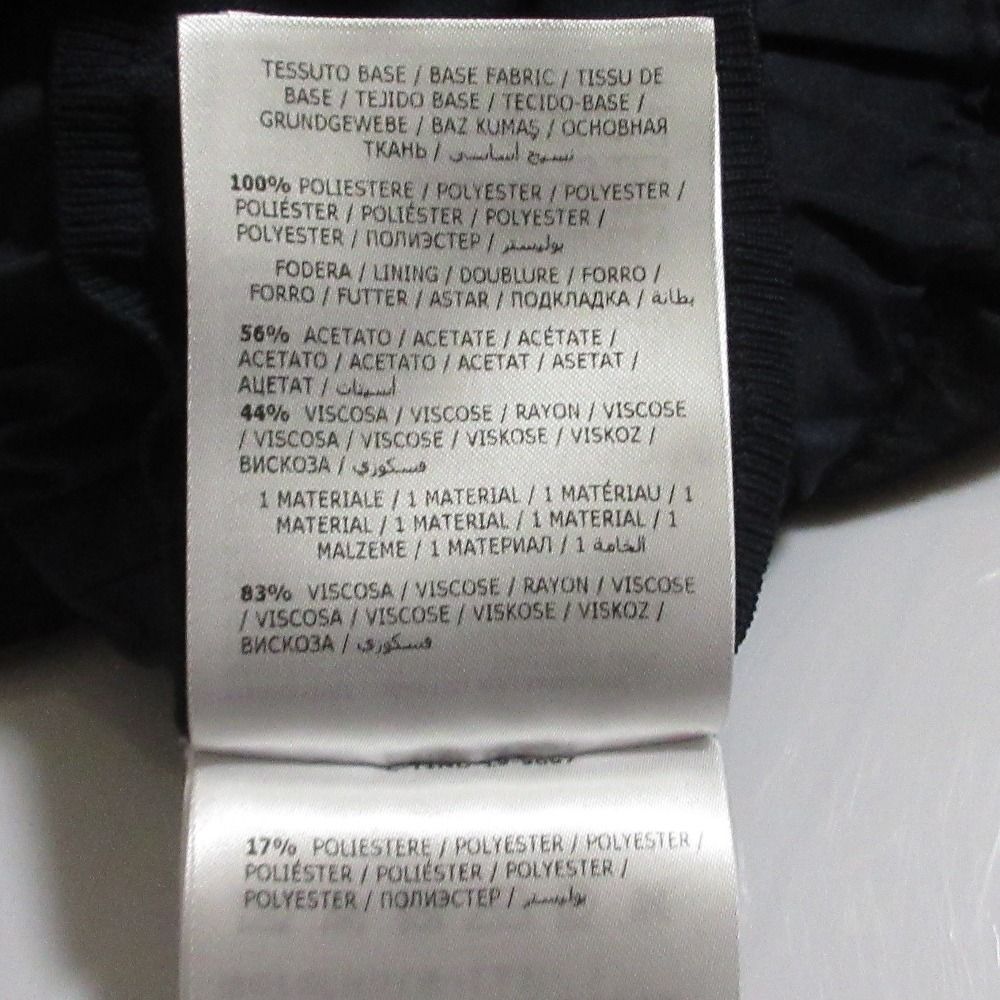 TESSUTO BASE / BASE FABRIC / TISSU DE
BASE / TEJIDO BASE / TECIDO-BASE /
GRUNDGEWEBE / BAZ KUMAŞ / ОСНОВНАЯ
ТКАНЬ / نسيج أساسي
100% POLIESTERE / POLYESTER / POLYESTER /
POLIÉSTER / POLIÉSTER / POLYESTER /
POLYESTER / ПОЛИЭСТЕР / بوليستر
FODERA / LINING / DOUBLURE / FORRO /
FORRO / FUTTER / ASTAR / ПОДКЛАДКА / بطانة
56% ACETATO / ACETATE / ACÉTATE /
ACETATO / ACETATO / ACETAT / ASETAT /
АЦЕТАТ / أسيتات
44% VISCOSA / VISCOSE / RAYON / VISCOSE
/ VISCOSA / VISCOSE / VISKOSE / VISKOZ /
ВИСКОЗА / فسكوري
1 MATERIALE / 1 MATERIAL / 1 MATÉRIAU / 1
MATERIAL / 1 MATERIAL / 1 MATERIAL / 1
MALZEME / 1 МАТЕРИАЛ / 1 الخامة
83% VISCOSA / VISCOSE / RAYON / VISCOSE
/ VISCOSA / VISCOSE / VISKOSE / VISKOZ /
ВИСКОЗА / فسكوري
17% POLIESTERE / POLYESTER / POLYESTER /
POLIÉSTER / POLIÉSTER / POLYESTER /
POLYESTER / ПОЛИЭСТЕР / بوليستر